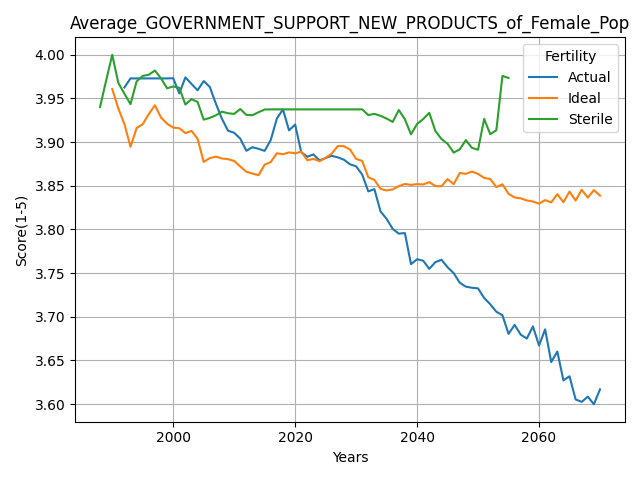 Average_GOVERNMENT_SUPPORT_NEW_PRODUCTS_of_Female_Pop
Fertility
Actual
Ideal
Sterile
Score(1-5)
4.00
3.95
3.90
3.85
3.80
3.75
3.70
3.65
3.60
2000 2020 2040 2060
Years